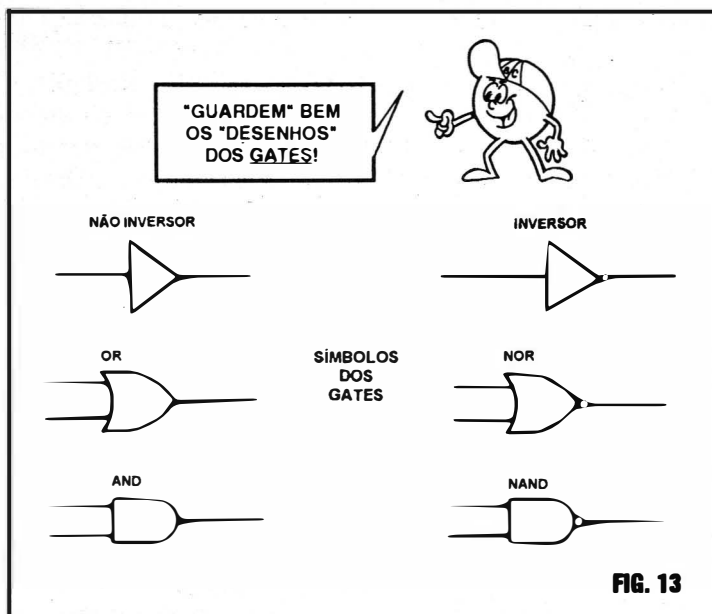 A/C
"GUARDEM" BEM
OS "DESENHOS"
DOS GATES!
NÃO INVERSOR
INVERSOR
OR
SÍMBOLOS
DOS
GATES
NOR
AND
NAND
FIG. 13